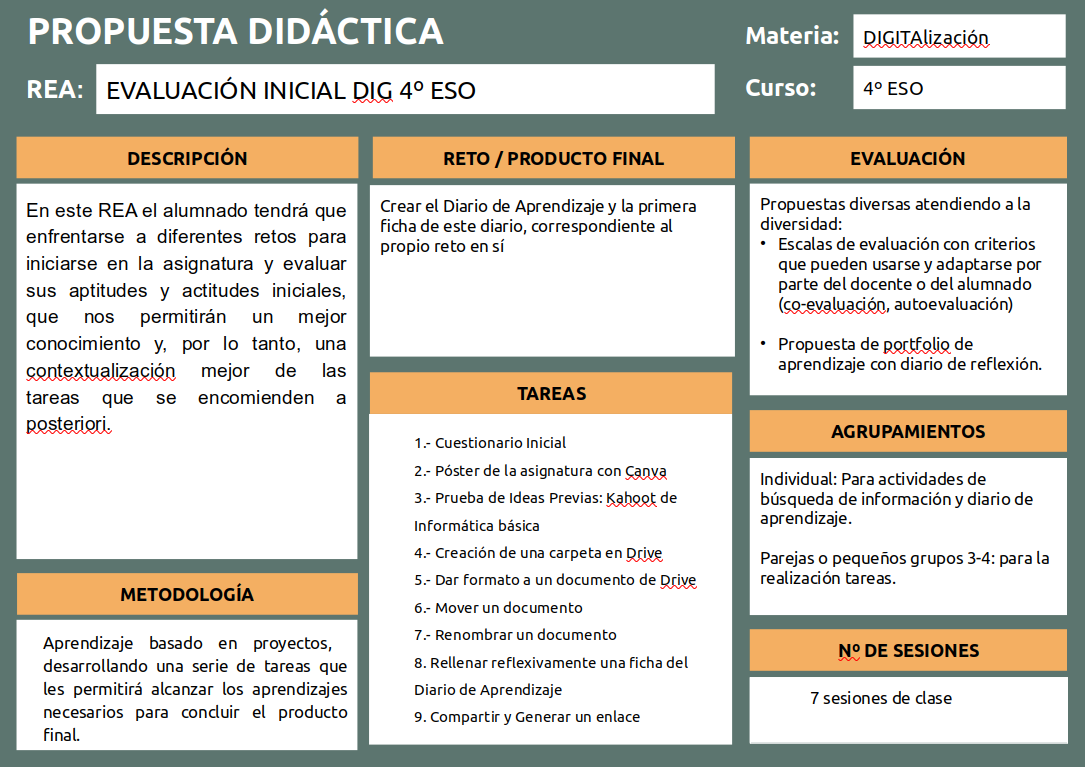 PROPUESTA DIDÁCTICA
Materia:
DIGITAlización
REA:
EVALUACIÓN INICIAL DIG 4º ESO
Curso:
4º ESO
DESCRIPCIÓN
En este REA el alumnado tendrá que
enfrentarse a diferentes retos para
iniciarse en la asignatura y evaluar
sus aptitudes y actitudes iniciales,
que nos permitirán un mejor
conocimiento y, por lo tanto, una
contextualización mejor de las
tareas que se encomienden a
posteriori.
METODOLOGÍA
Aprendizaje basado en proyectos,
desarrollando una serie de tareas que
les permitirá alcanzar los aprendizajes
necesarios para concluir el producto
final.
RETO / PRODUCTO FINAL
Crear el Diario de Aprendizaje y la primera
ficha de este diario, correspondiente al
propio reto en sí
TAREAS
1.- Cuestionario Inicial
2.- Póster de la asignatura con Canva
3.- Prueba de Ideas Previas: Kahoot de
Informática básica
4.- Creación de una carpeta en Drive
5.- Dar formato a un documento de Drive
6.- Mover un documento
7.- Renombrar un documento
8. Rellenar reflexivamente una ficha del
Diario de Aprendizaje
9. Compartir y Generar un enlace
EVALUACIÓN
Propuestas diversas atendiendo a la
diversidad:
• Escalas de evaluación con criterios
que pueden usarse y adaptarse por
parte del docente o del alumnado
(co-evaluación, autoevaluación)
• Propuesta de portfolio de
aprendizaje con diario de reflexión.
AGRUPAMIENTOS
Individual: Para actividades de
búsqueda de información y diario de
aprendizaje.
Parejas o pequeños grupos 3-4: para la
realización tareas.
Nº DE SESIONES
7 sesiones de clase